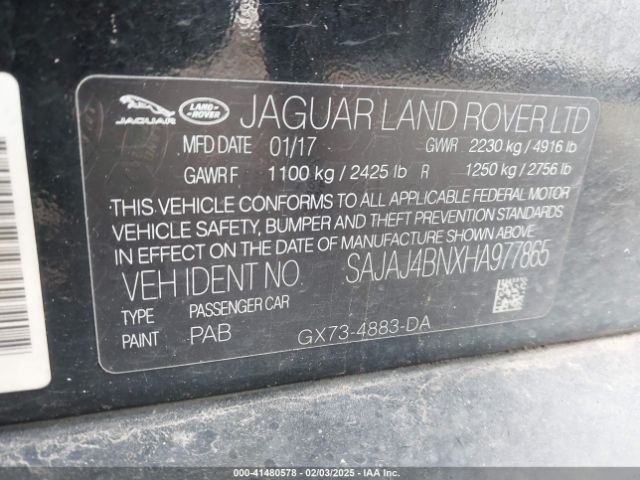 JAGUAR LAND-ROVER JAGUAR LAND ROVER LTD
MFD DATE 01/17 GWR 2230 kg / 4916 lb
GAWR F 1100 kg / 2425 lb R 1250 kg / 2756 lb
THIS VEHICLE CONFORMS TO ALL APPLICABLE FEDERAL MOTOR
VEHICLE SAFETY, BUMPER AND THEFT PREVENTION STANDARDS
IN EFFECT ON THE DATE OF MANUFACTURE SHOWN ABOVE
VEH IDENT NO SAJAJ4BNXHA977865
TYPE PASSENGER CAR
PAINT PAB GX73-4883-DA
000-41480578 - 02/03/2025 - IAAI.COM